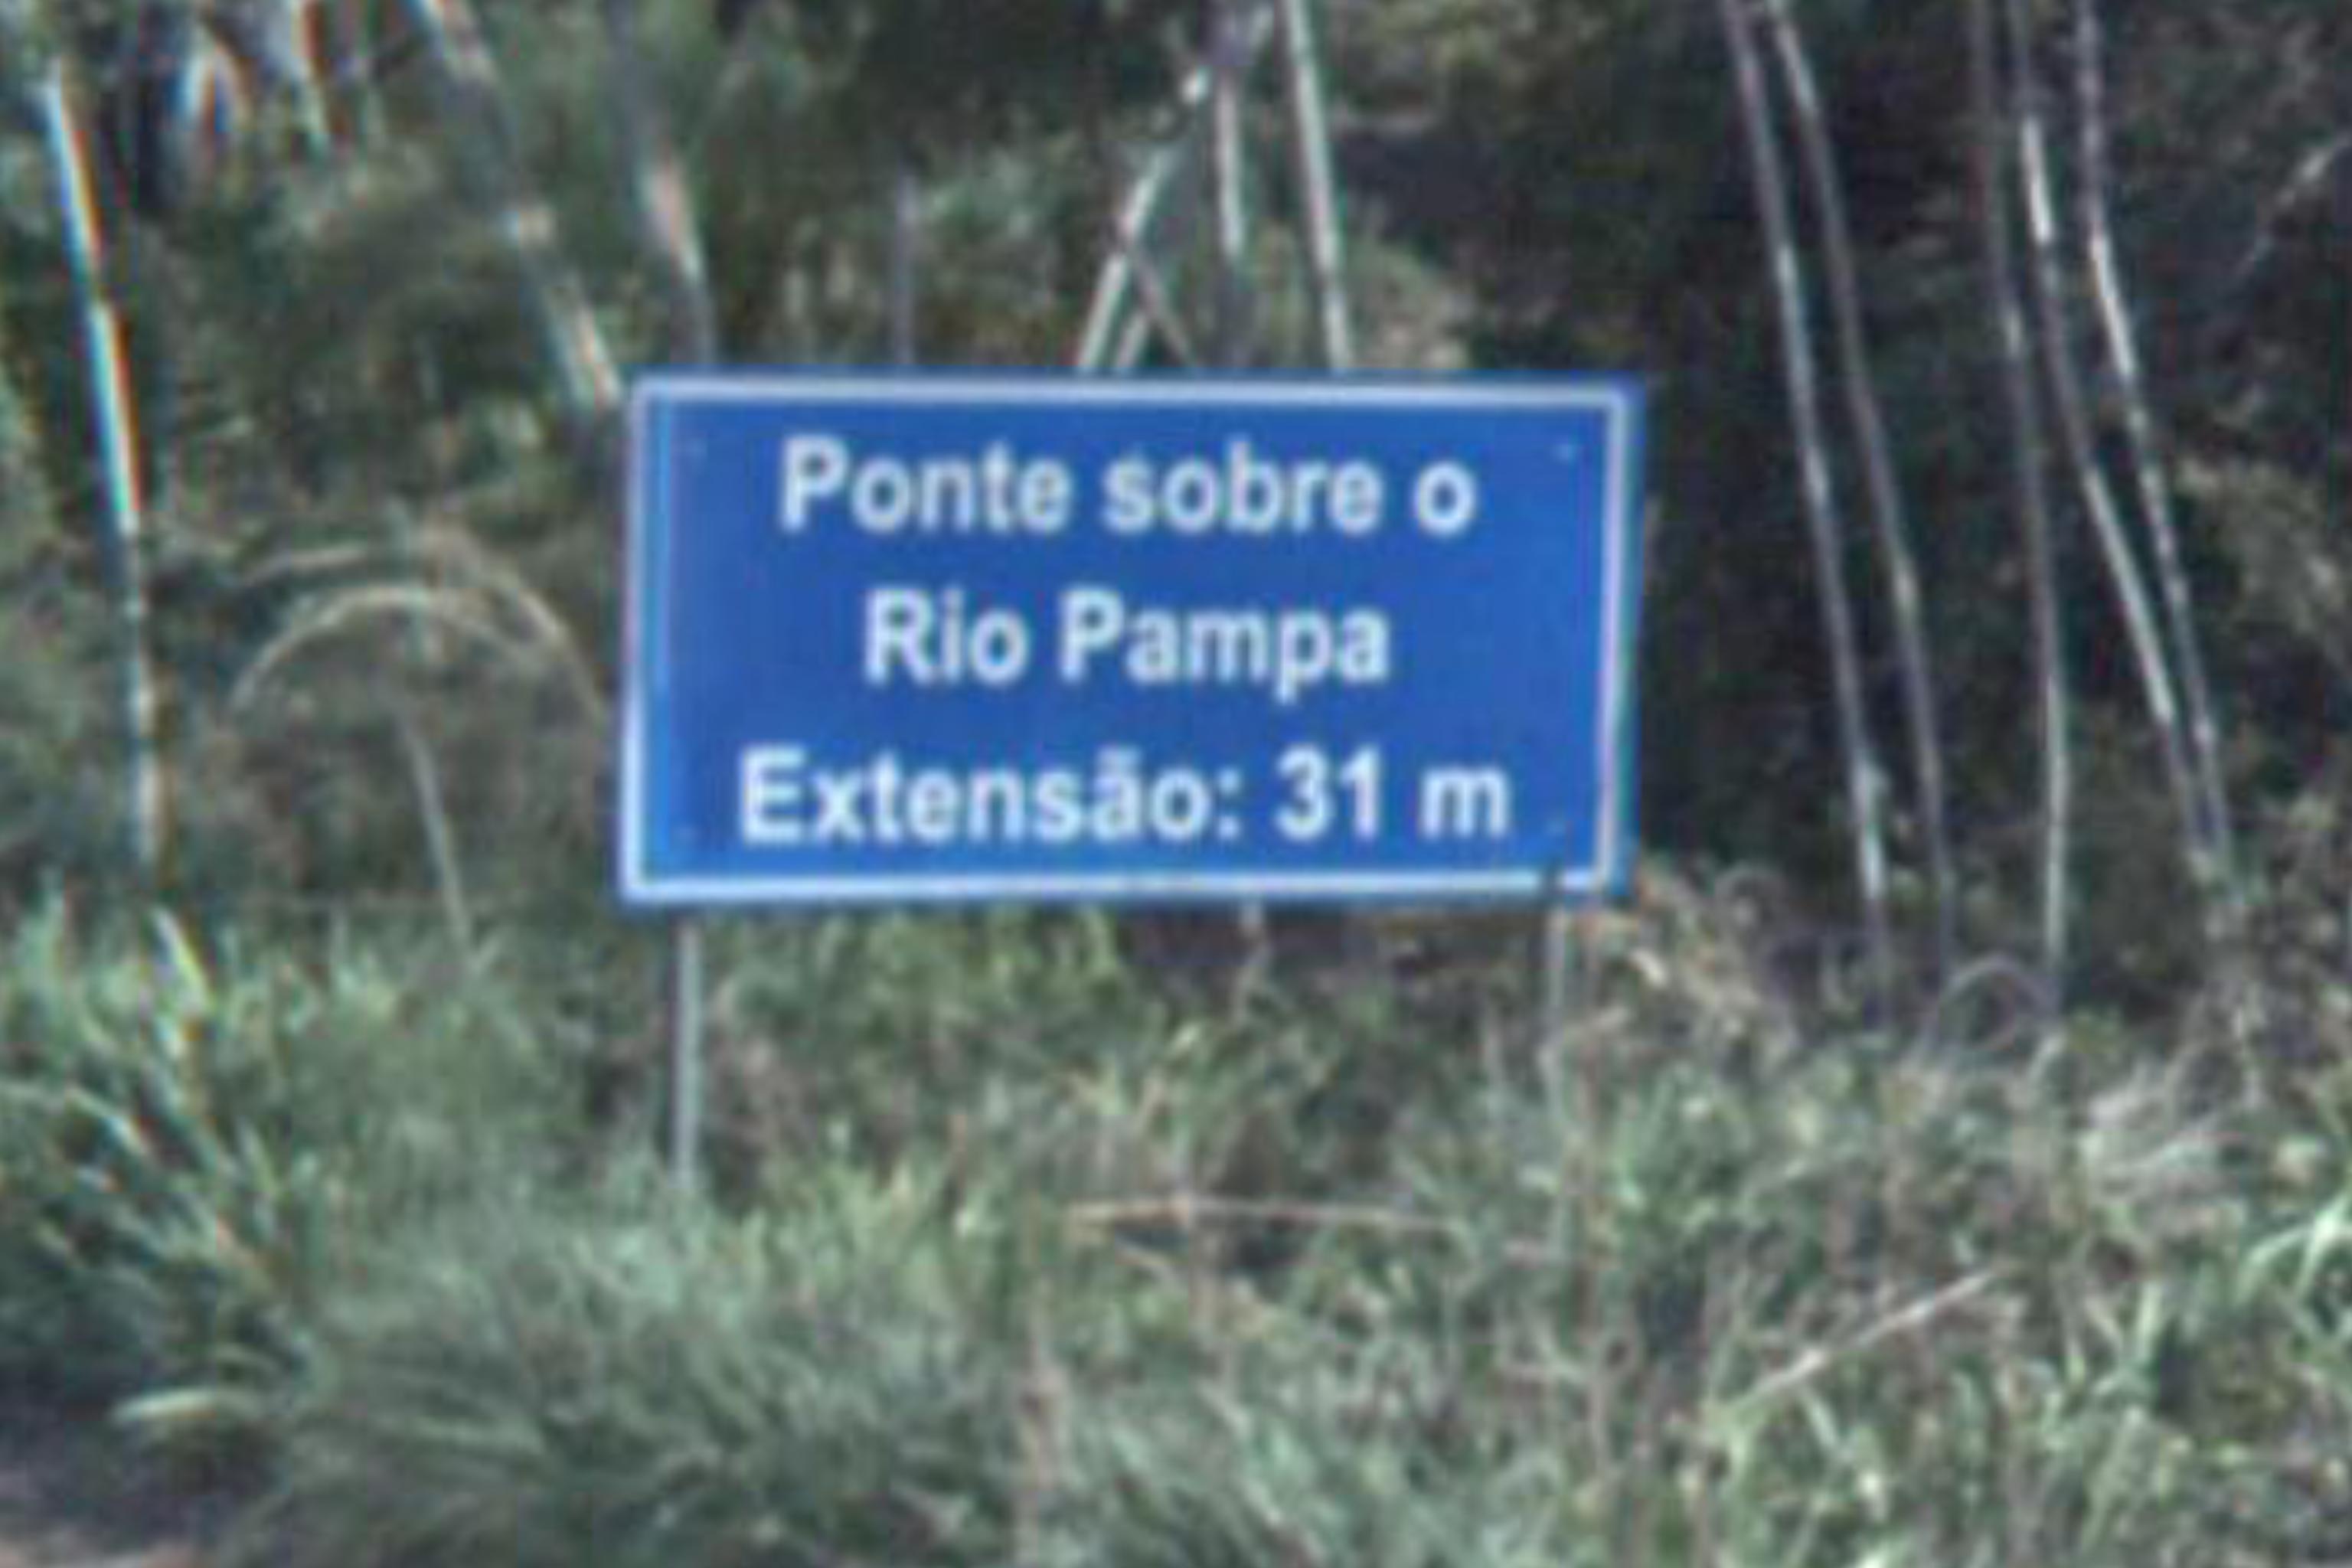 Ponte sobre o
Rio Pampa
Extensão: 31 m